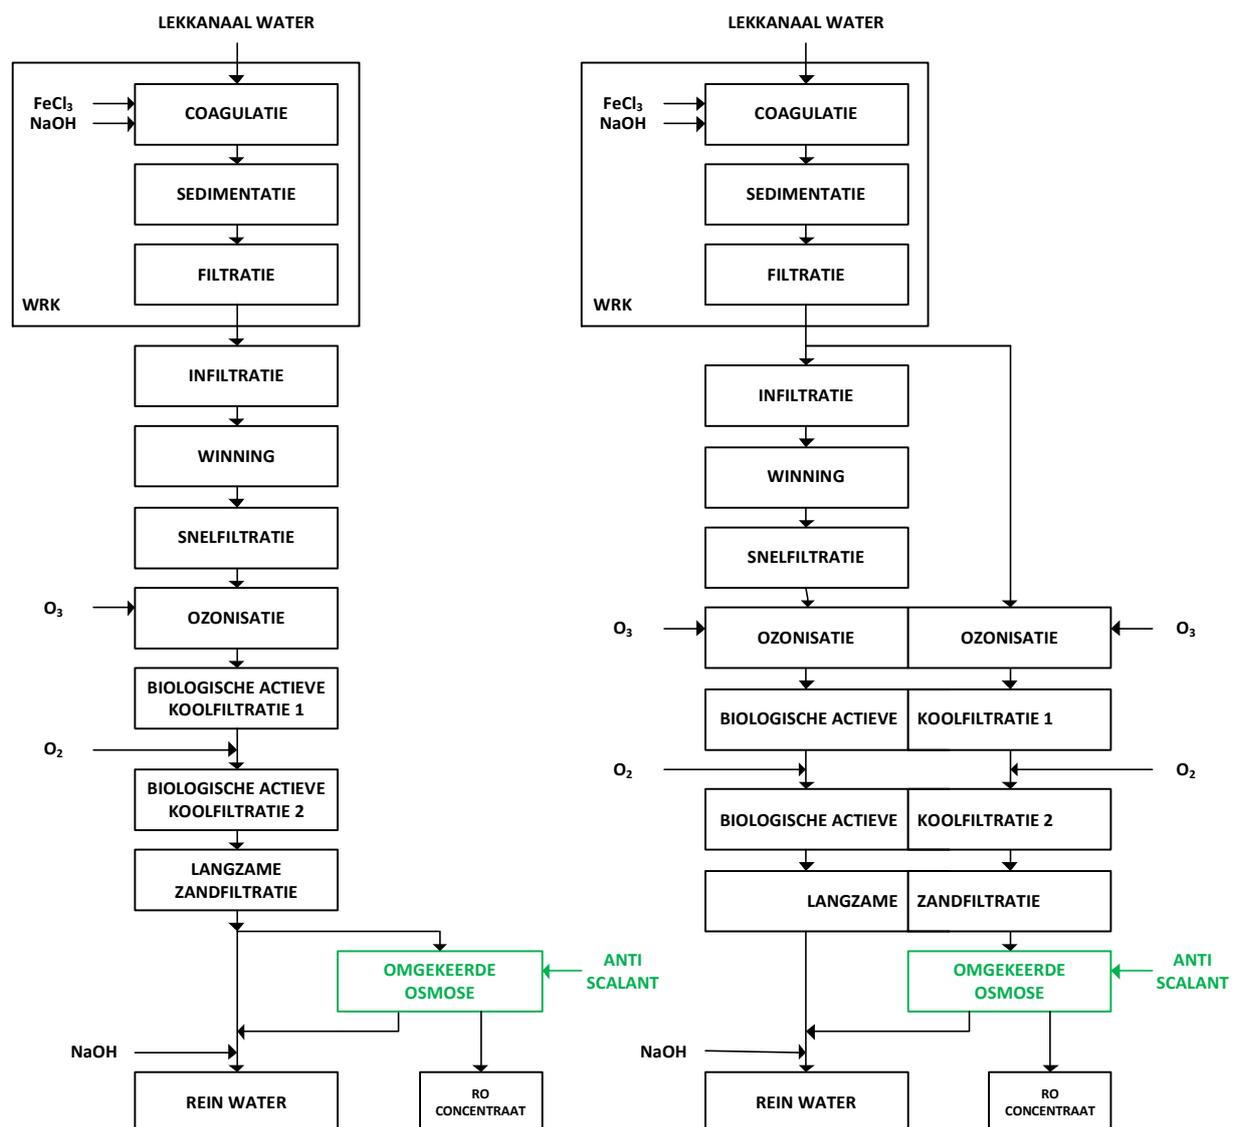 LEKKANAAL WATER
FeCl₃
NaOH
COAGULATIE
SEDIMENTATIE
FILTRATIE
WRK
INFILTRATIE
WINNING
SNELFILTRATIE
O₃
OZONISATIE
BIOLOGISCHE ACTIEVE
KOOLFILTRATIE 1
O₂
BIOLOGISCHE ACTIEVE
KOOLFILTRATIE 2
LANGZAME
ZANDFILTRATIE
OMGEKEERDE
OSMOSE
ANTI
SCALANT
NaOH
REIN WATER
RO
CONCENTRAAT
LEKKANAAL WATER
FeCl₃
NaOH
COAGULATIE
SEDIMENTATIE
FILTRATIE
WRK
INFILTRATIE
WINNING
SNELFILTRATIE
O₃
OZONISATIE
OZONISATIE
O₃
BIOLOGISCHE ACTIEVE KOOLFILTRATIE 1
O₂
O₂
BIOLOGISCHE ACTIEVE KOOLFILTRATIE 2
LANGZAME ZANDFILTRATIE
OMGEKEERDE
OSMOSE
ANTI
SCALANT
NaOH
REIN WATER
RO
CONCENTRAAT